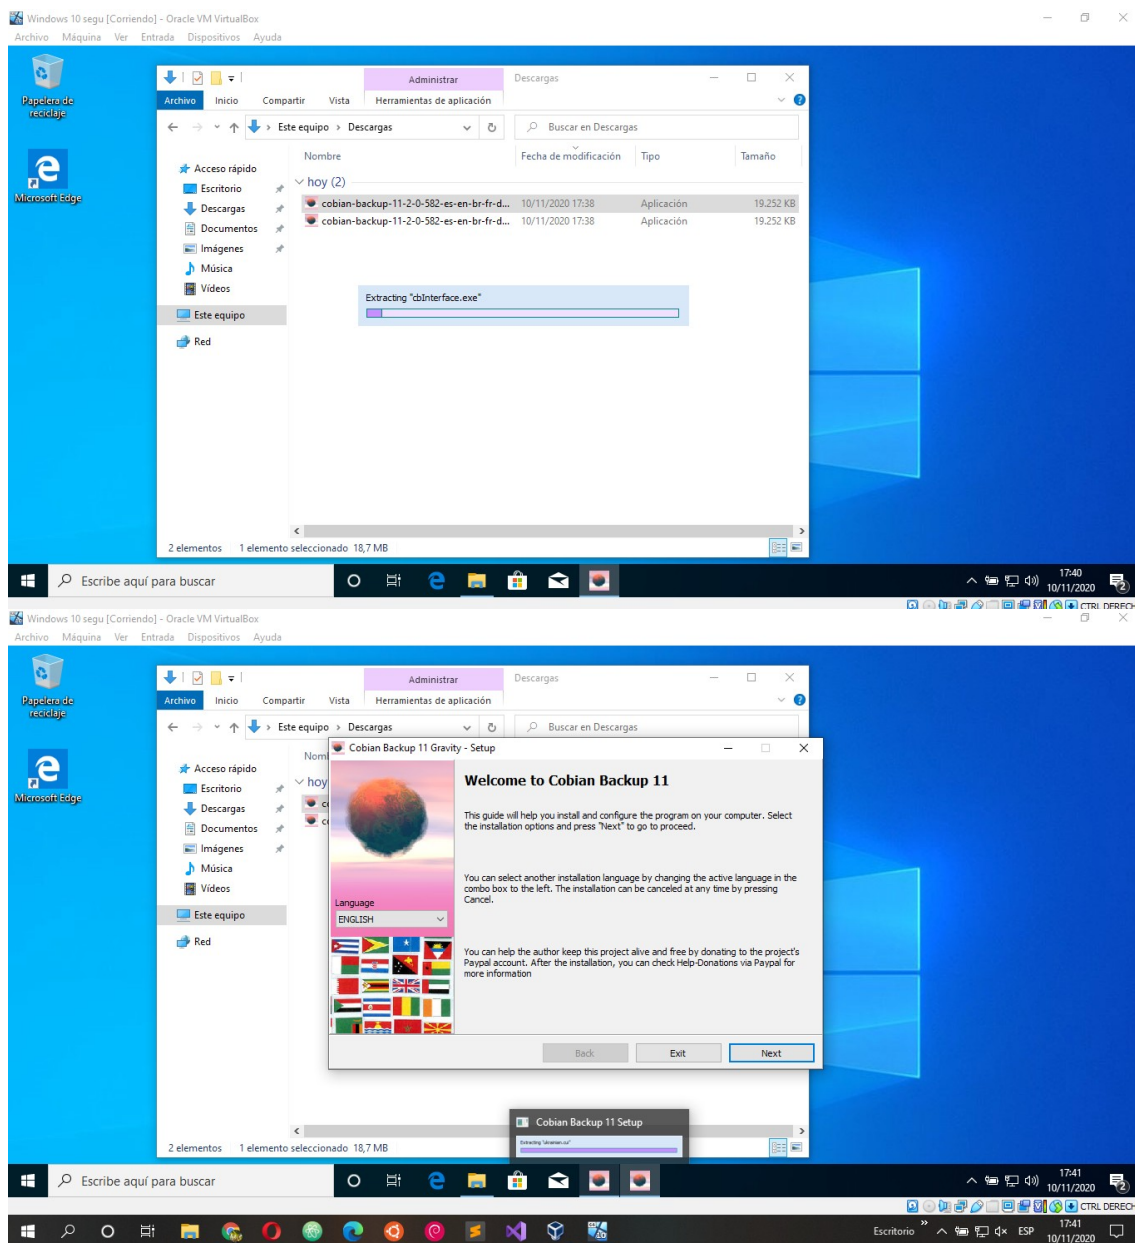 Windows 10 segu [Corriendo] - Oracle VM VirtualBox
Archivo Máquina Ver Entrada Dispositivos Ayuda
Papelera de
reciclaje
Microsoft Edge
Administrar Descargas
Archivo Inicio Compartir Vista Herramientas de aplicación
Este equipo > Descargas Buscar en Descargas
Nombre Fecha de modificación Tipo Tamaño
Acceso rápido
Escritorio
Descargas
Documentos
Imágenes
Música
Vídeos
Este equipo
Red
hoy (2)
cobian-backup-11-2-0-582-es-en-br-fr-d... 10/11/2020 17:38 Aplicación 19.252 KB
cobian-backup-11-2-0-582-es-en-br-fr-d... 10/11/2020 17:38 Aplicación 19.252 KB
Extracting "cbInterface.exe"
2 elementos 1 elemento seleccionado 18,7 MB
Escribe aquí para buscar
17:40
10/11/2020
2
CTRL DERECH
Windows 10 segu [Corriendo] - Oracle VM VirtualBox
Archivo Máquina Ver Entrada Dispositivos Ayuda
Papelera de
reciclaje
Microsoft Edge
Administrar Descargas
Archivo Inicio Compartir Vista Herramientas de aplicación
Este equipo > Descargas Buscar en Descargas
Nom
Acceso rápido
Escritorio
Descargas
Documentos
Imágenes
Música
Vídeos
Este equipo
Red
hoy
co
co
Cobian Backup 11 Gravity - Setup
Welcome to Cobian Backup 11
This guide will help you install and configure the program on your computer. Select
the installation options and press "Next" to go to proceed.
You can select another installation language by changing the active language in the
combo box to the left. The installation can be canceled at any time by pressing
Cancel.
You can help the author keep this project alive and free by donating to the project's
Paypal account. After the installation, you can check Help-Donations via Paypal for
more information
Language
ENGLISH
Back Exit Next
Cobian Backup 11 Setup
2 elementos 1 elemento seleccionado 18,7 MB
Escribe aquí para buscar
17:41
10/11/2020
2
CTRL DERECH
Escritorio ESP
17:41
10/11/2020